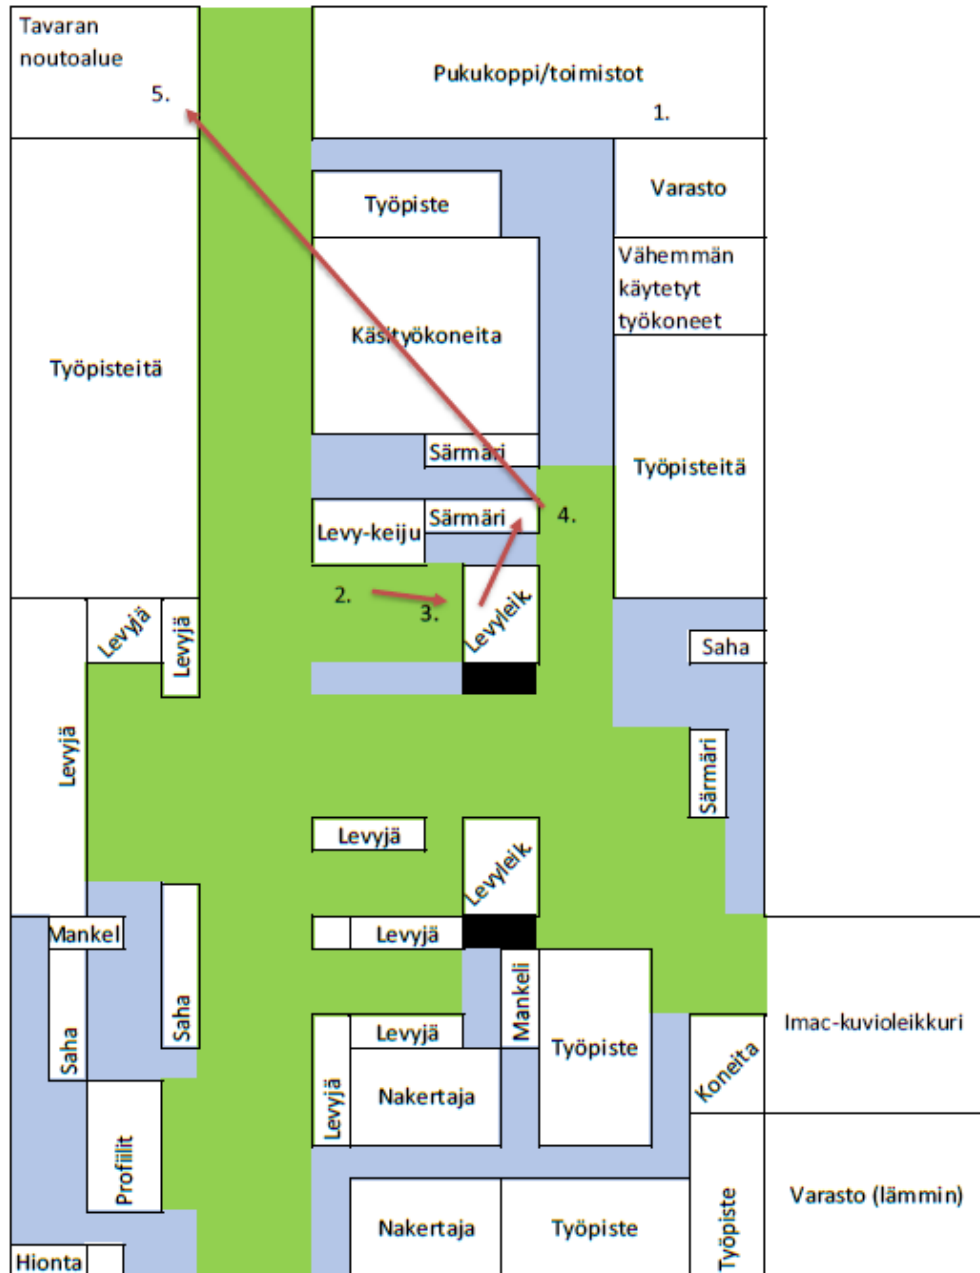 Tavaran
noutoalue
5.
Pukukoppi/toimistot
1.
Työpiste
Varasto
Vähemmän
käytetyt
työkoneet
Käsityökoneita
Työpisteitä
Särmäri
Työpisteitä
Levy-keiju
Särmäri
4.
2.
3.
Levyleik
Levyjä
Levyjä
Saha
Levyjä
Särmäri
Levyjä
Levyleik
Mankel
Levyjä
Saha
Saha
Mankeli
Työpiste
Imac-kuvioleikkuri
Levyjä
Koneita
Levyjä
Nakertaja
Profiilit
Nakertaja
Työpiste
Työpiste
Varasto (lämmin)
Hionta